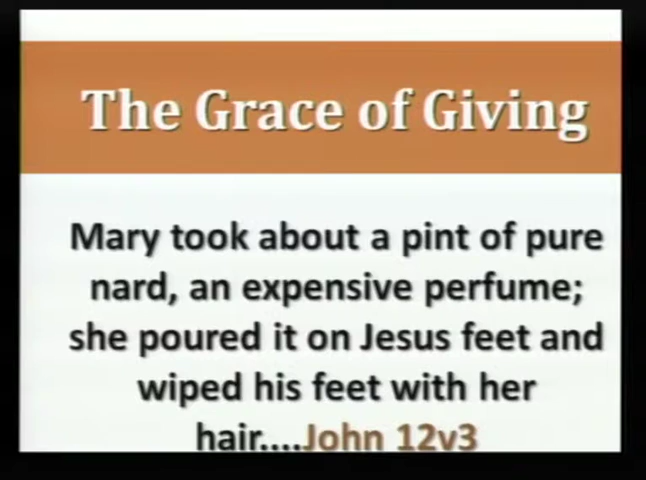 The Grace of Giving
Mary took about a pint of pure
nard, an expensive perfume;
she poured it on Jesus feet and
wiped his feet with her
hair....John 12v3